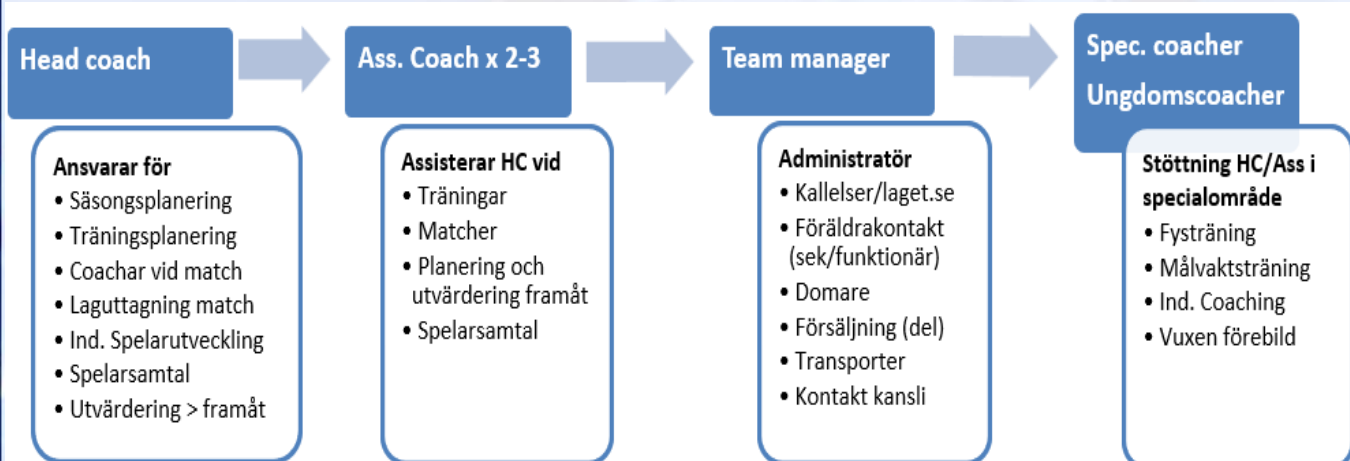 Head coach
Ansvarar för
• Säsongsplanering
• Träningsplanering
• Coachar vid match
• Laguttagning match
• Ind. Spelarutveckling
• Spelarsamtal
• Utvärdering > framåt
Ass. Coach x 2-3
Assisterar HC vid
• Träningar
• Matcher
• Planering och
utvärdering framåt
• Spelarsamtal
Team manager
Administratör
• Kallelser/laget.se
• Föräldrakontakt
(sek/funktionär)
• Domare
• Försäljning (del)
• Transporter
• Kontakt kansli
Spec. coacher
Ungdomscoacher
Stöttning HC/Ass i
specialområde
• Fysträning
• Målvaktsträning
• Ind. Coaching
• Vuxen förebild